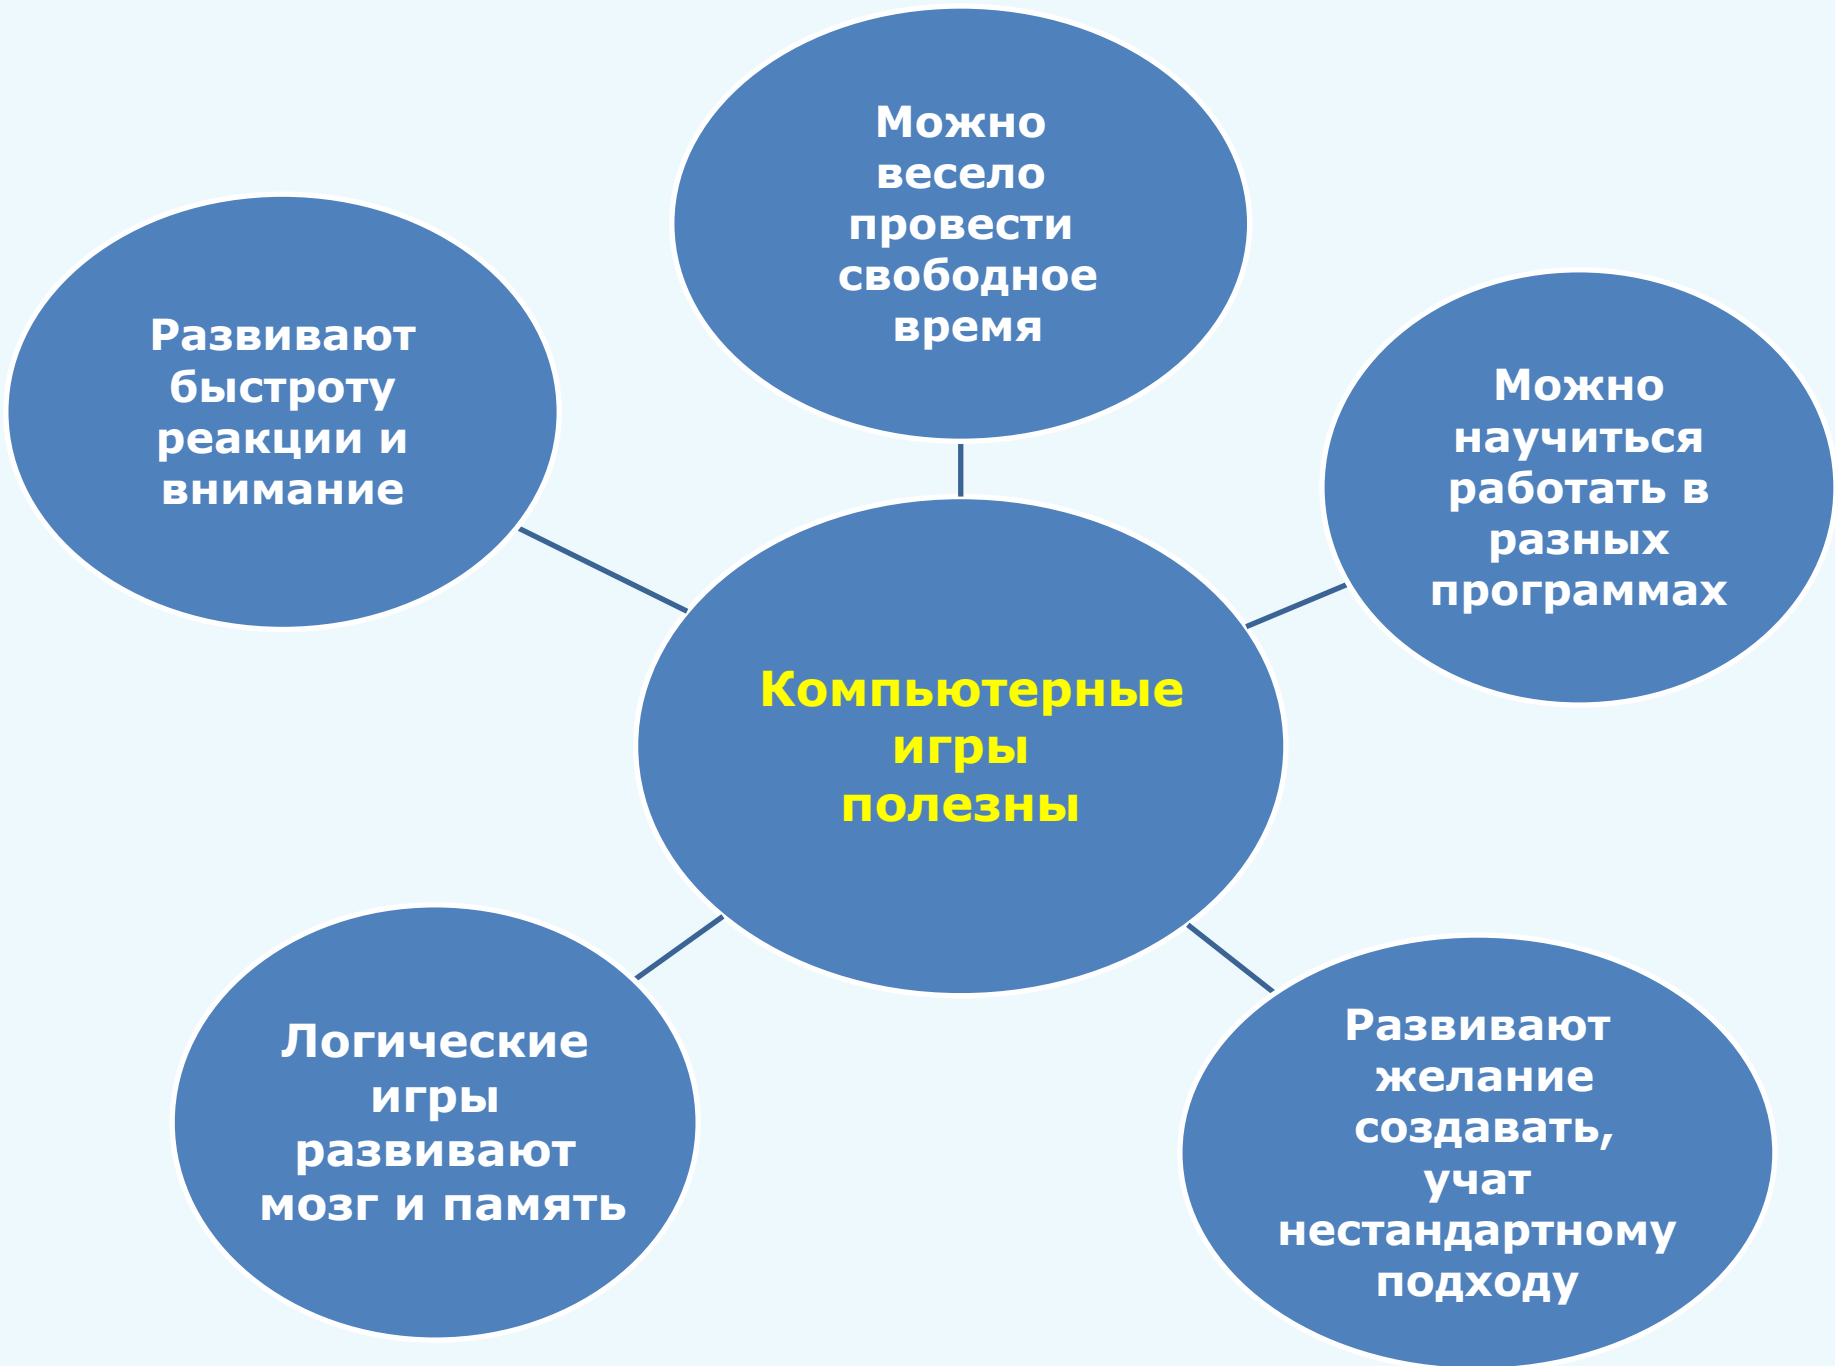 Можно
весело
провести
свободное
время
Развивают
быстроту
реакции и
внимание
Можно
научиться
работать в
разных
программах
Компьютерные
игры
полезны
Логические
игры
развивают
мозг и память
Развивают
желание
создавать,
учат
нестандартному
подходу